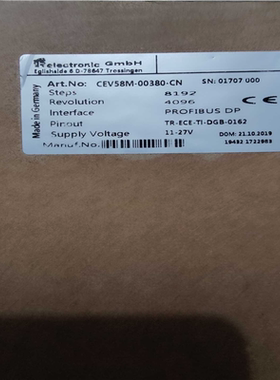 electronic GmbH
Eglishalde 6 D-78647 Trossingen
Art.No: CEV58M-00380-CN SN: 01707 000
Steps 8192
Revolution 4096
Interface PROFIBUS DP
Pinout TR-ECE-TI-DGB-0162
Supply Voltage 11-27V DOM: 21.10.2019
Manuf.No.
Made in Germany
CE